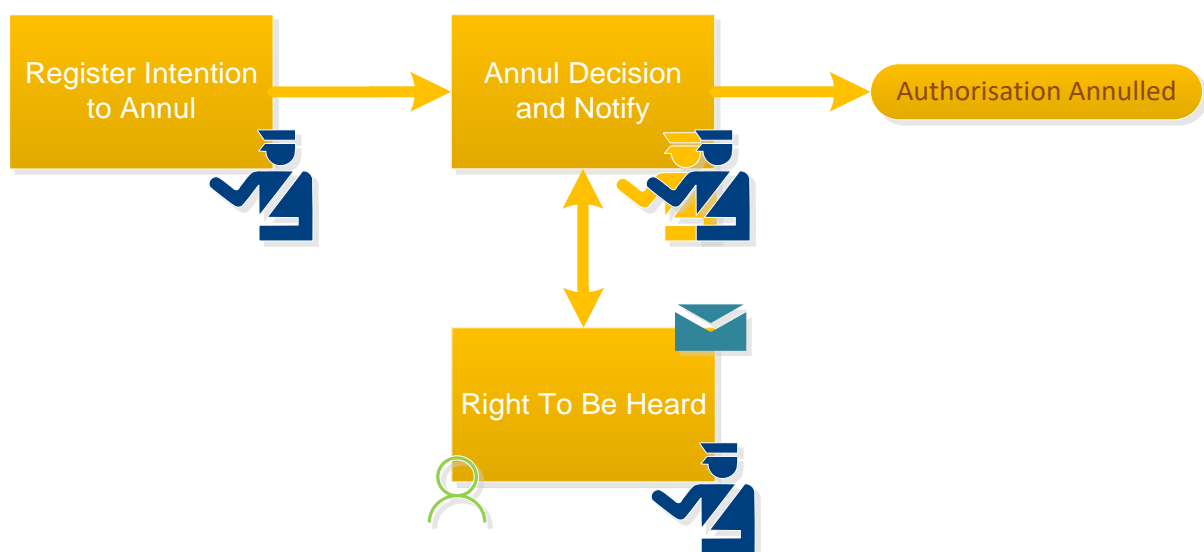 Register Intention
to Annul
Annul Decision
and Notify
Authorisation Annulled
Right To Be Heard